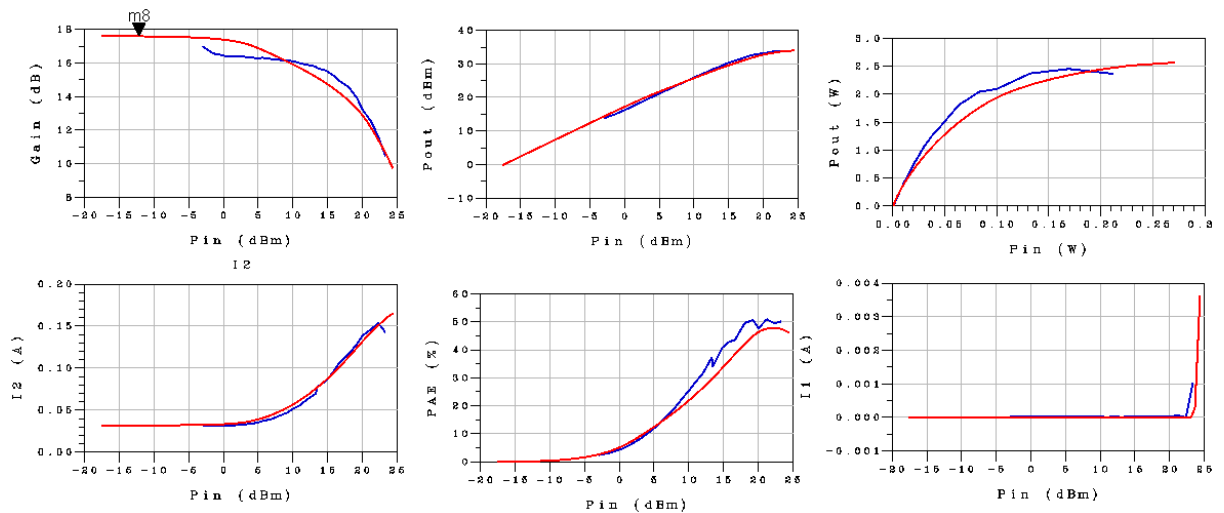 m8
Gain (dB)
18
16
14
12
10
8
-20 -15 -10 -5 0 5 10 15 20 25
Pin (dBm)
Pout (dBm)
40
30
20
10
0
-10
-20 -15 -10 -5 0 5 10 15 20 25
Pin (dBm)
Pout (W)
3.0
2.5
2.0
1.5
1.0
0.5
0.0
0.00 0.05 0.10 0.15 0.20 0.25 0.3
Pin (W)
I2
I2 (A)
0.20
0.15
0.10
0.05
0.00
-20 -15 -10 -5 0 5 10 15 20 25
Pin (dBm)
PAE (%)
60
50
40
30
20
10
0
-20 -15 -10 -5 0 5 10 15 20 25
Pin (dBm)
I1 (A)
0.004
0.003
0.002
0.001
0.000
-0.001
-20 -15 -10 -5 0 5 10 15 20 25
Pin (dBm)